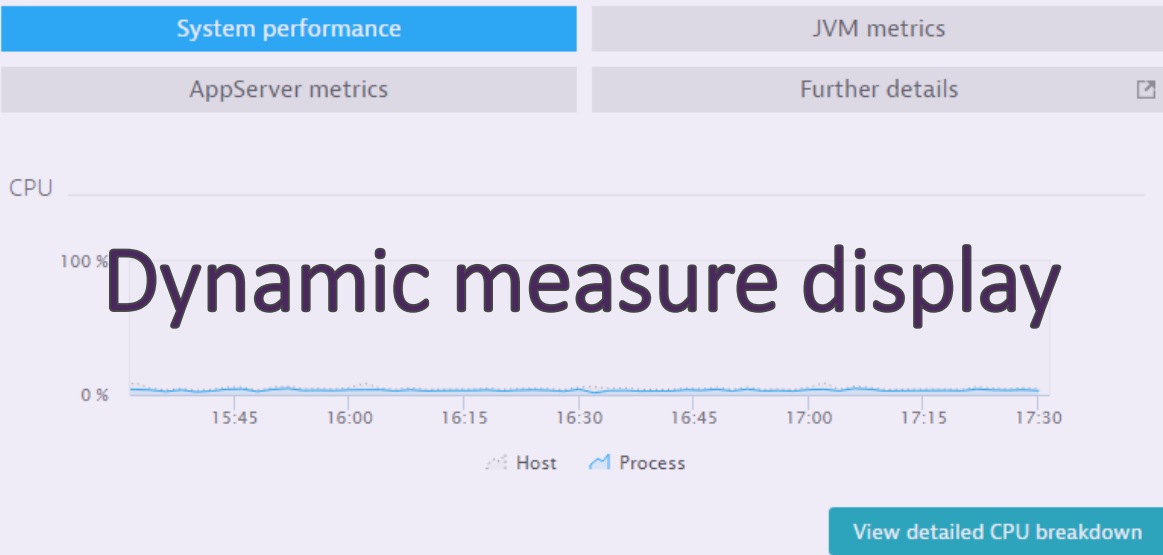 System performance
JVM metrics
AppServer metrics
Further details
CPU
100 %
Dynamic measure display
0 %
15:45 16:00 16:15 16:30 16:45 17:00 17:15 17:30
Host Process
View detailed CPU breakdown